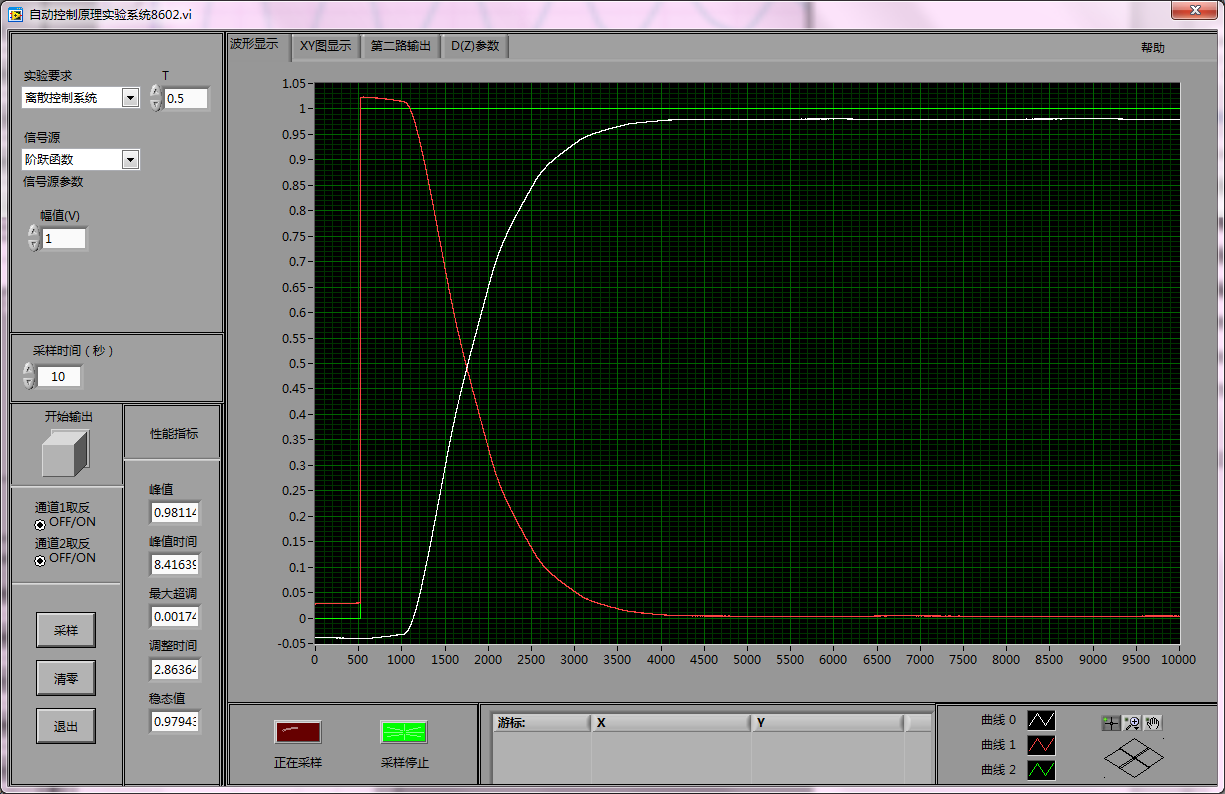 自动控制原理实验系统8602.vi
波形显示 XY图显示 第二路输出 D(Z)参数 帮助
实验要求 T
离散控制系统 0.5
信号源
阶跃函数
信号源参数
幅值(V)
1
采样时间（秒）
10
开始输出
通道1取反
OFF/ON
通道2取反
OFF/ON
采样
清零
退出
性能指标
峰值
0.98114
峰值时间
8.41639
最大超调
0.00174
调整时间
2.86364
稳态值
0.97943
1.05
1
0.95
0.9
0.85
0.8
0.75
0.7
0.65
0.6
0.55
0.5
0.45
0.4
0.35
0.3
0.25
0.2
0.15
0.1
0.05
0
-0.05
0 500 1000 1500 2000 2500 3000 3500 4000 4500 5000 5500 6000 6500 7000 7500 8000 8500 9000 9500 10000
正在采样 采样停止
游标: X Y
曲线 0
曲线 1
曲线 2